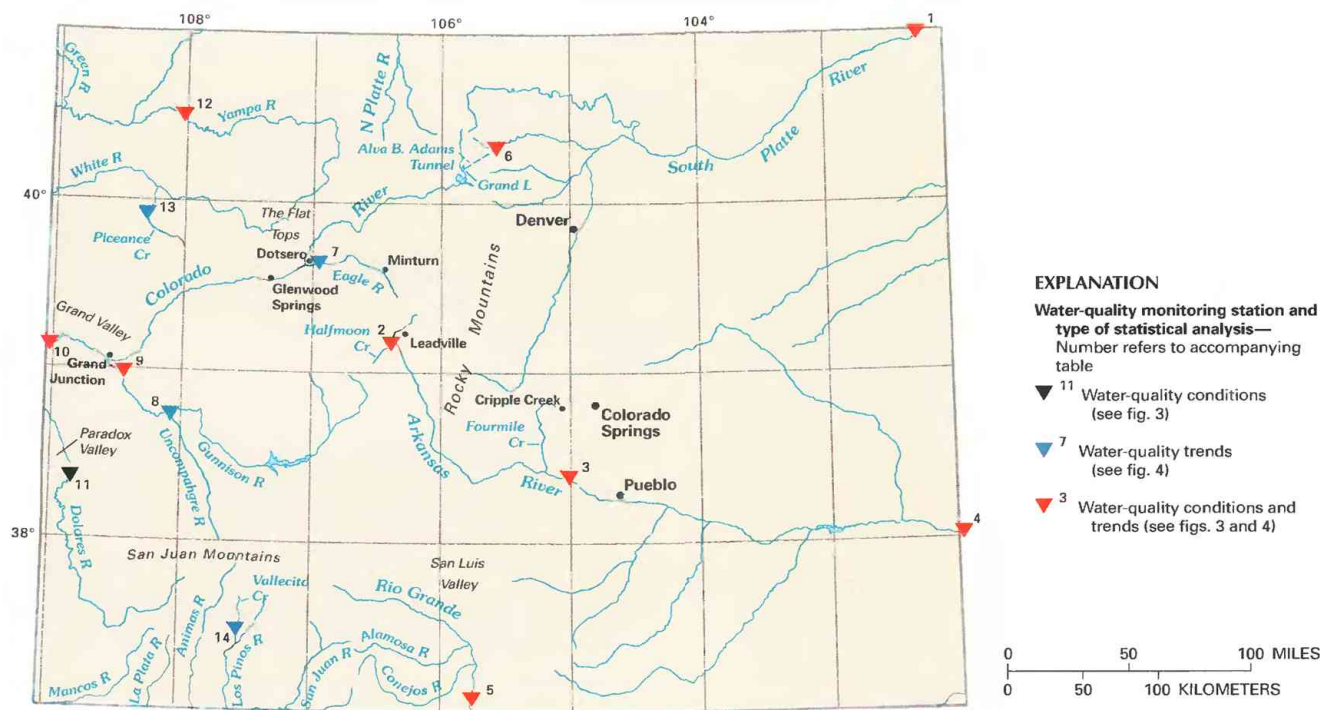 108°
106°
104°
1
Green R
12
Yampa R
N Platte R
River
Alva B. Adams
Tunnel
6
South
Platte
White R
Grand L
40°
13
The Flat
Tops
River
Denver
Piceance
Cr
Dotsero
7
Minturn
Eagle R
Colorado
Glenwood
Springs
Rocky Mountains
Grand Valley
Halfmoon
Cr
2
Leadville
10
Grand
Junction
9
8
Cripple Creek
Colorado
Springs
Fourmile
Cr
Paradox
Valley
Uncompahgre R
Gunnison R
Arkansas
River
3
Pueblo
11
4
Dolores R
38°
San Juan Mountains
San Luis
Valley
Vallecito
Cr
Rio Grande
14
Mancos R
La Plata R
Animas R
Los Pinos R
San Juan R
Alamosa R
Conejos R
5
EXPLANATION
Water-quality monitoring station and
type of statistical analysis—
Number refers to accompanying
table
11 Water-quality conditions
(see fig. 3)
7 Water-quality trends
(see fig. 4)
3 Water-quality conditions and
trends (see figs. 3 and 4)
0 50 100 MILES
0 50 100 KILOMETERS